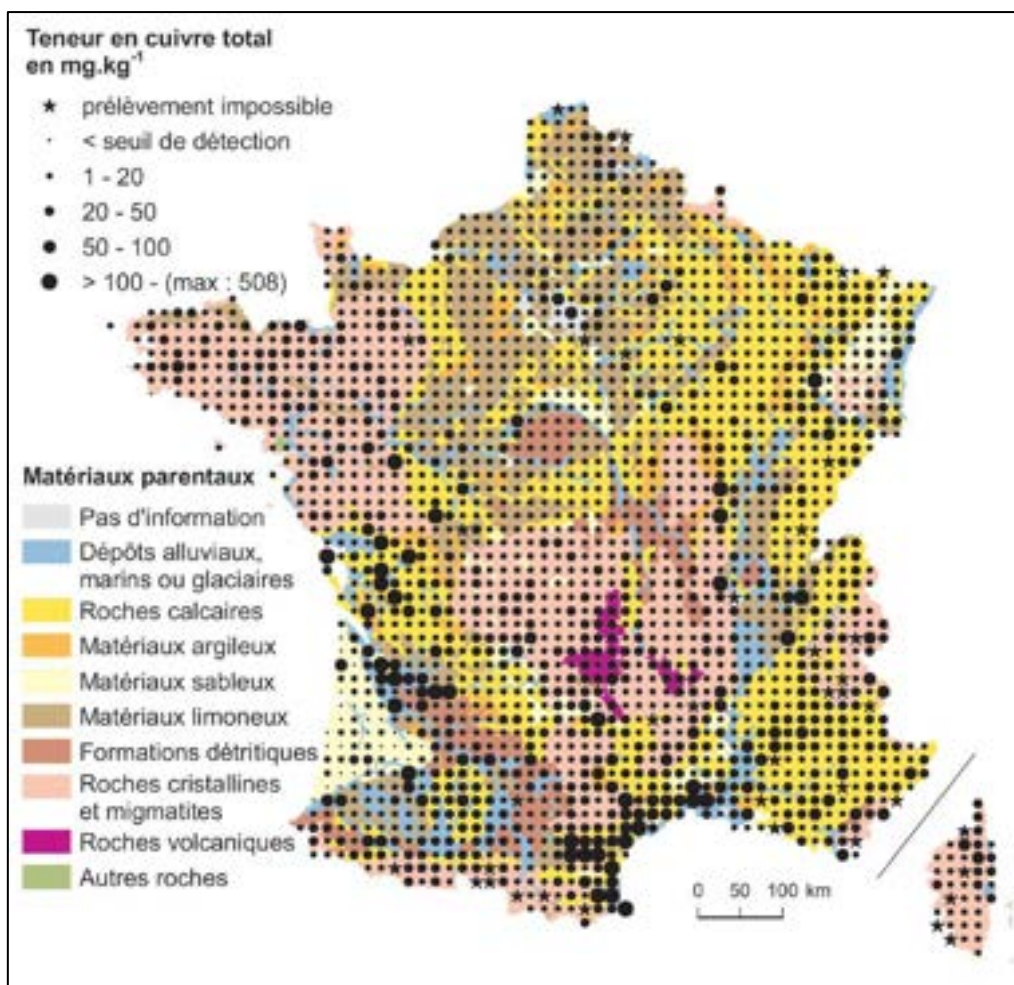 Teneur en cuivre total
en mg.kg-1
prélèvement impossible
< seuil de détection
1 - 20
20 - 50
50 - 100
> 100 - (max : 508)
Matériaux parentaux
Pas d'information
Dépôts alluviaux,
marins ou glaciaires
Roches calcaires
Matériaux argileux
Matériaux sableux
Matériaux limoneux
Formations détritiques
Roches cristallines
et migmatites
Roches volcaniques
Autres roches
0 50 100 km